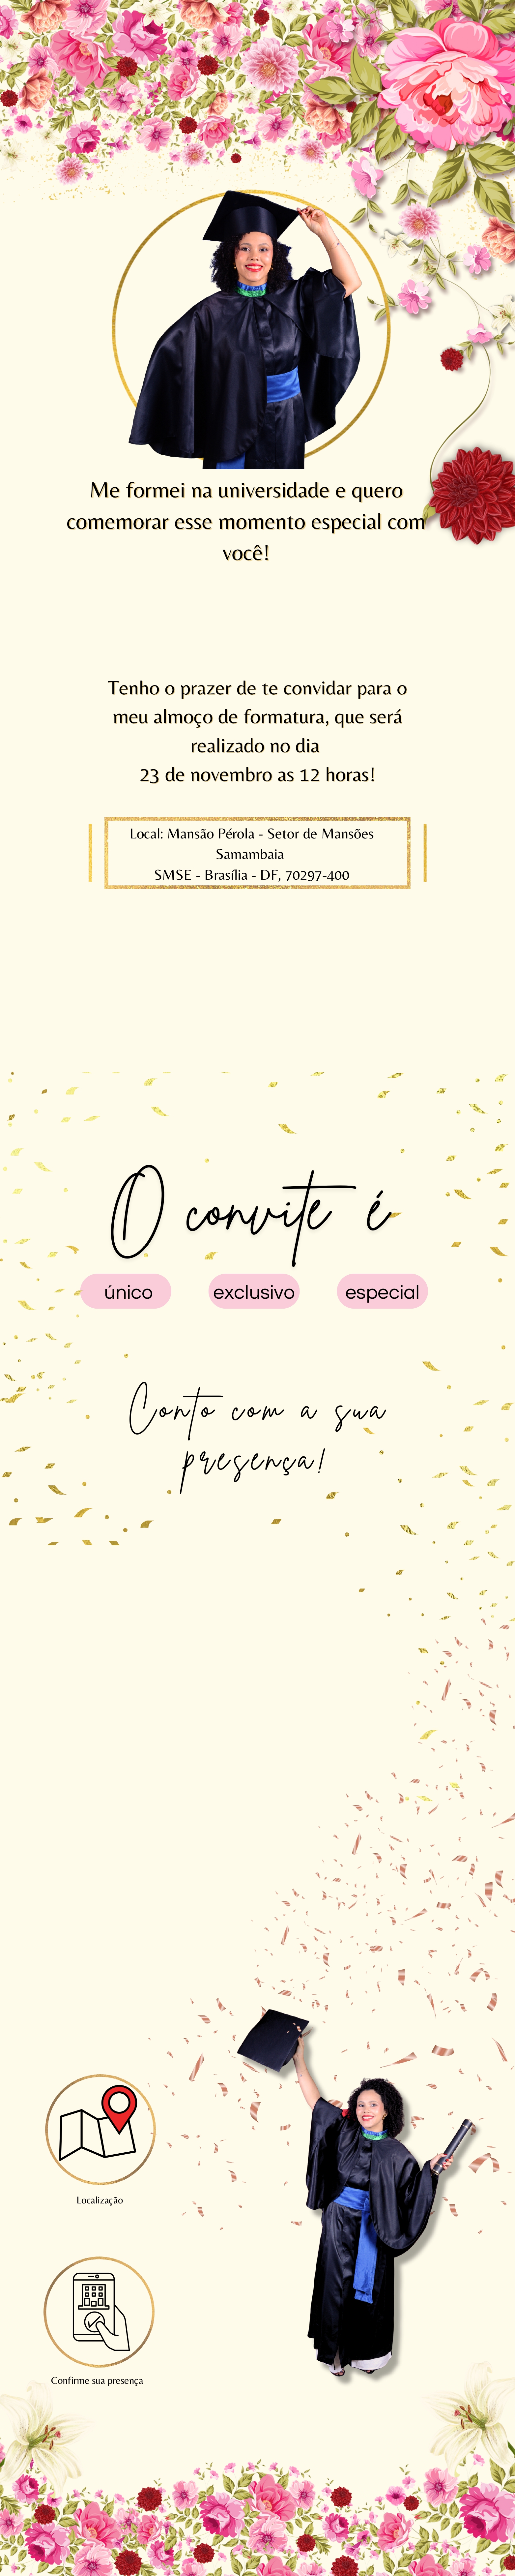 Me formei na universidade e quero
comemorar esse momento especial com
você!
Tenho o prazer de te convidar para o
meu almoço de formatura, que será
realizado no dia
23 de novembro as 12 horas!
Local: Mansão Pérola - Setor de Mansões
Samambaia
SMSE - Brasília - DF, 70297-400
O convite é
único exclusivo especial
Conto com a sua
presença!
Localização
Confirme sua presença